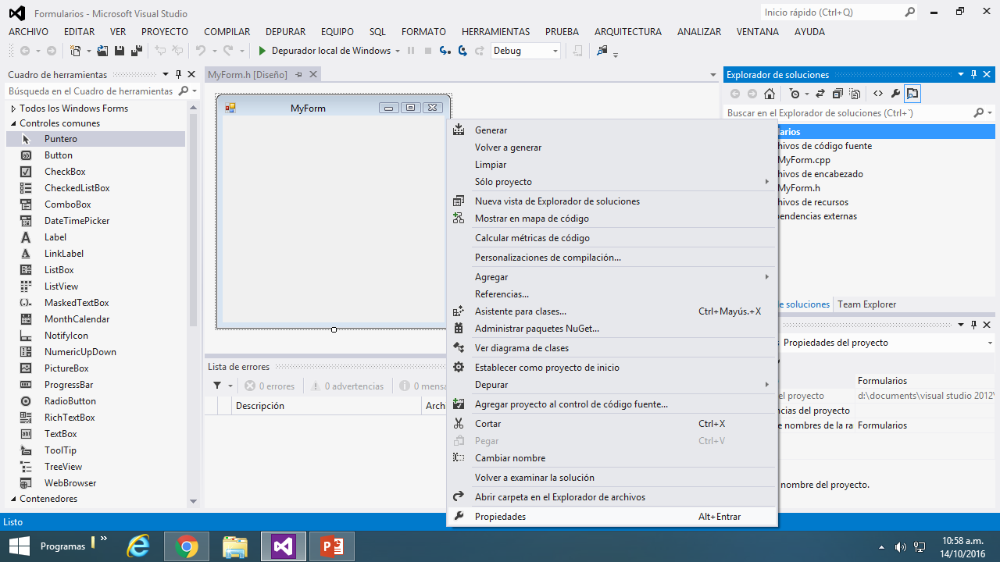 Formularios - Microsoft Visual Studio
Inicio rápido (Ctrl+Q)
ARCHIVO EDITAR VER PROYECTO COMPILAR DEPURAR EQUIPO SQL FORMATO HERRAMIENTAS PRUEBA ARQUITECTURA ANALIZAR VENTANA AYUDA
Depurador local de Windows
Debug
Cuadro de herramientas
Búsqueda en el Cuadro de herramientas
Todos los Windows Forms
Controles comunes
Puntero
Button
CheckBox
CheckedListBox
ComboBox
DateTimePicker
Label
LinkLabel
ListBox
ListView
MaskedTextBox
MonthCalendar
NotifyIcon
NumericUpDown
PictureBox
ProgressBar
RadioButton
RichTextBox
TextBox
ToolTip
TreeView
WebBrowser
Contenedores
MyForm.h [Diseño]
MyForm
Lista de errores
0 errores
0 advertencias
0 mensa
Descripción
Arch
Generar
Volver a generar
Limpiar
Sólo proyecto
Nueva vista de Explorador de soluciones
Mostrar en mapa de código
Calcular métricas de código
Personalizaciones de compilación...
Agregar
Referencias...
Asistente para clases... Ctrl+Mayús.+X
Administrar paquetes NuGet...
Ver diagrama de clases
Establecer como proyecto de inicio
Depurar
Agregar proyecto al control de código fuente...
Cortar Ctrl+X
Pegar Ctrl+V
Cambiar nombre
Volver a examinar la solución
Abrir carpeta en el Explorador de archivos
Propiedades Alt+Entrar
Explorador de soluciones
Buscar en el Explorador de soluciones (Ctrl+´)
larios
hivos de código fuente
MyForm.cpp
hivos de encabezado
MyForm.h
hivos de recursos
pendencias externas
de soluciones
Team Explorer
Propiedades del proyecto
Formularios
el proyecto d:\documents\visual studio 2012\
cias del proyecto
e nombres de la ra Formularios
nombre del proyecto.
Listo
Programas
10:58 a.m.
14/10/2016